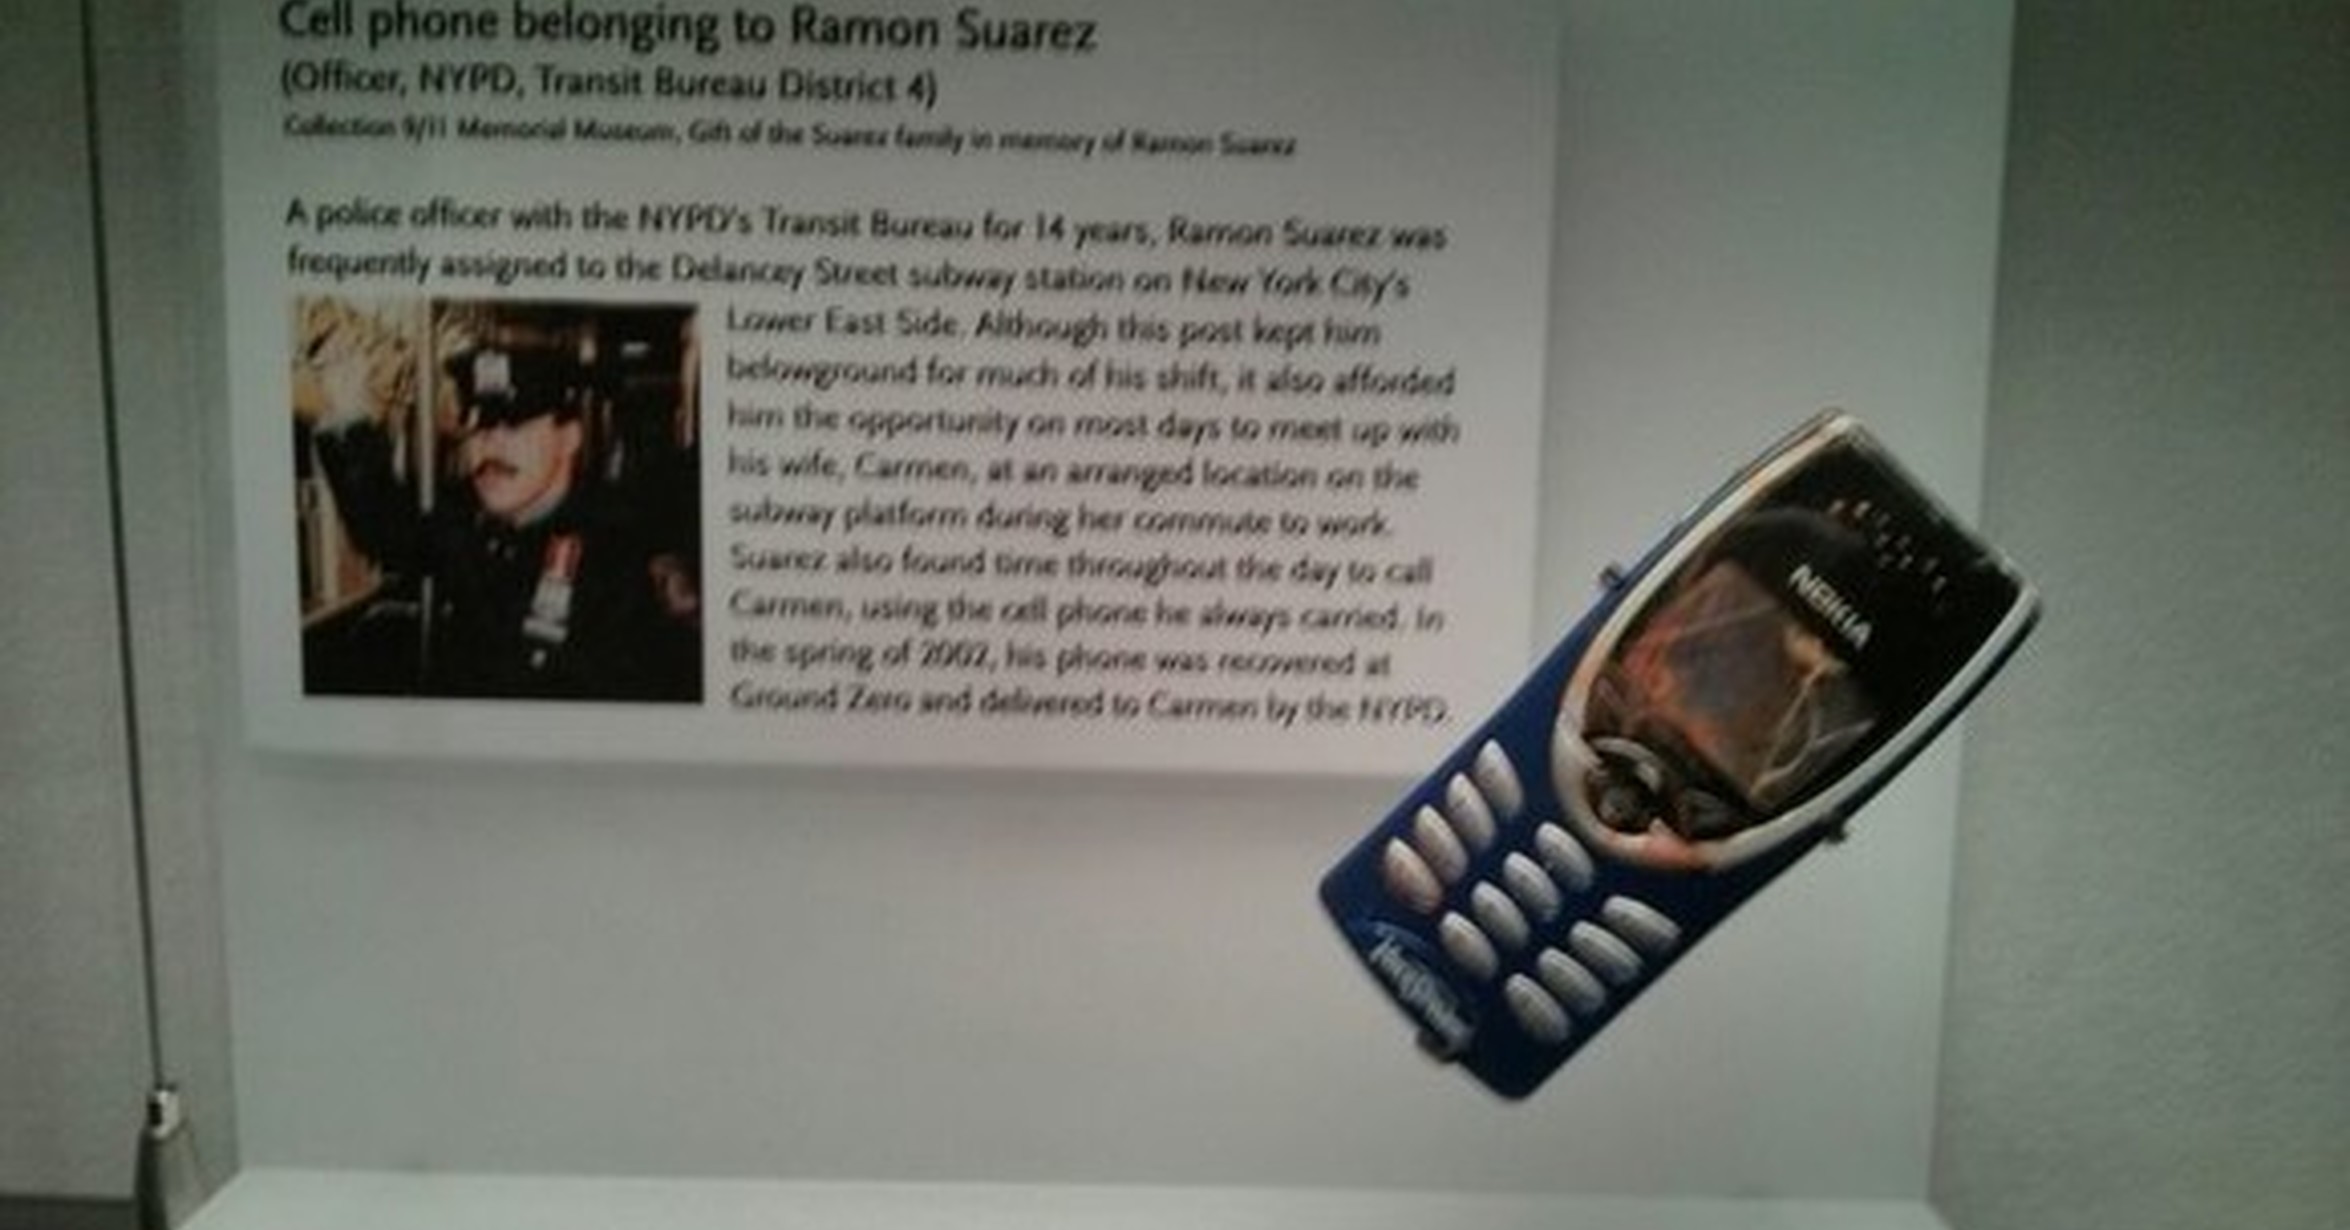 Cell phone belonging to Ramon Suarez
(Officer, NYPD, Transit Bureau District 4)
Collection 9/11 Memorial Museum, Gift of the Suarez family in memory of Ramon Suarez
A police officer with the NYPD's Transit Bureau for 14 years, Ramon Suarez was
frequently assigned to the Delancey Street subway station on New York City's
Lower East Side. Although this post kept him
belowground for much of his shift, it also afforded
him the opportunity on most days to meet up with
his wife, Carmen, at an arranged location on the
subway platform during her commute to work.
Suarez also found time throughout the day to call
Carmen, using the cell phone he always carried. In
the spring of 2002, his phone was recovered at
Ground Zero and delivered to Carmen by the NYPD.
NOKIA